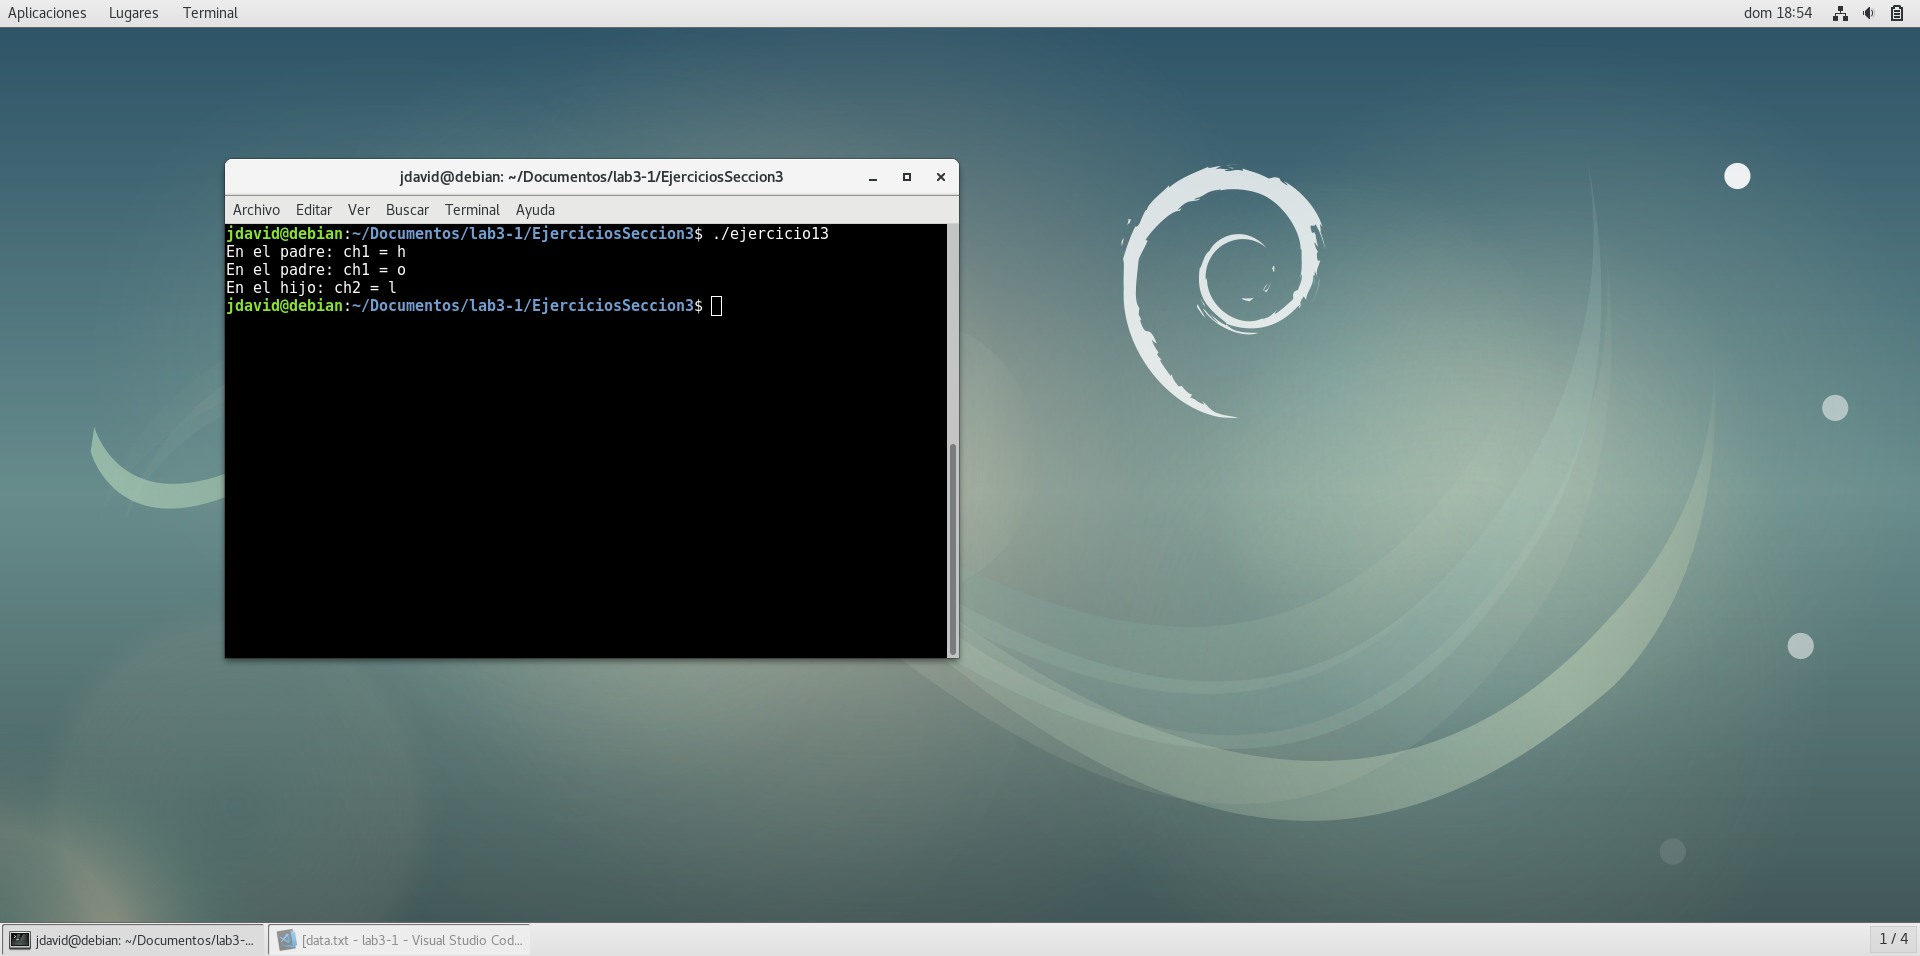 Aplicaciones Lugares Terminal dom 18:54
jdavid@debian: ~/Documentos/lab3-1/EjerciciosSeccion3
Archivo Editar Ver Buscar Terminal Ayuda
jdavid@debian:~/Documentos/lab3-1/EjerciciosSeccion3$ ./ejercicio13
En el padre: ch1 = h
En el padre: ch1 = o
En el hijo: ch2 = l
jdavid@debian:~/Documentos/lab3-1/EjerciciosSeccion3$
jdavid@debian: ~/Documentos/lab3-... [data.txt - lab3-1 - Visual Studio Cod... 1 / 4